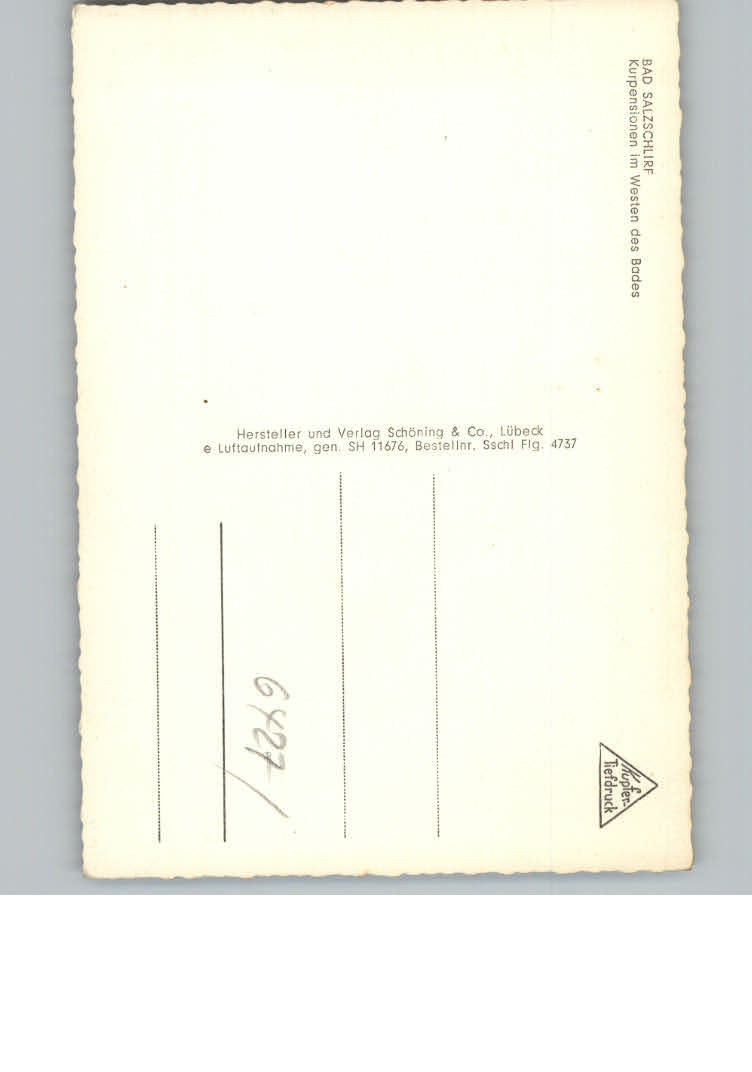 BAD SALZSCHLIRF
Kurpensionen im Westen des Bades
Hersteller und Verlag Schöning & Co., Lübeck
e Luftaufnahme, gen. SH 11676, Bestellnr. Sschl Flg. 4737
6427/
Kupfer-
Tiefdruck